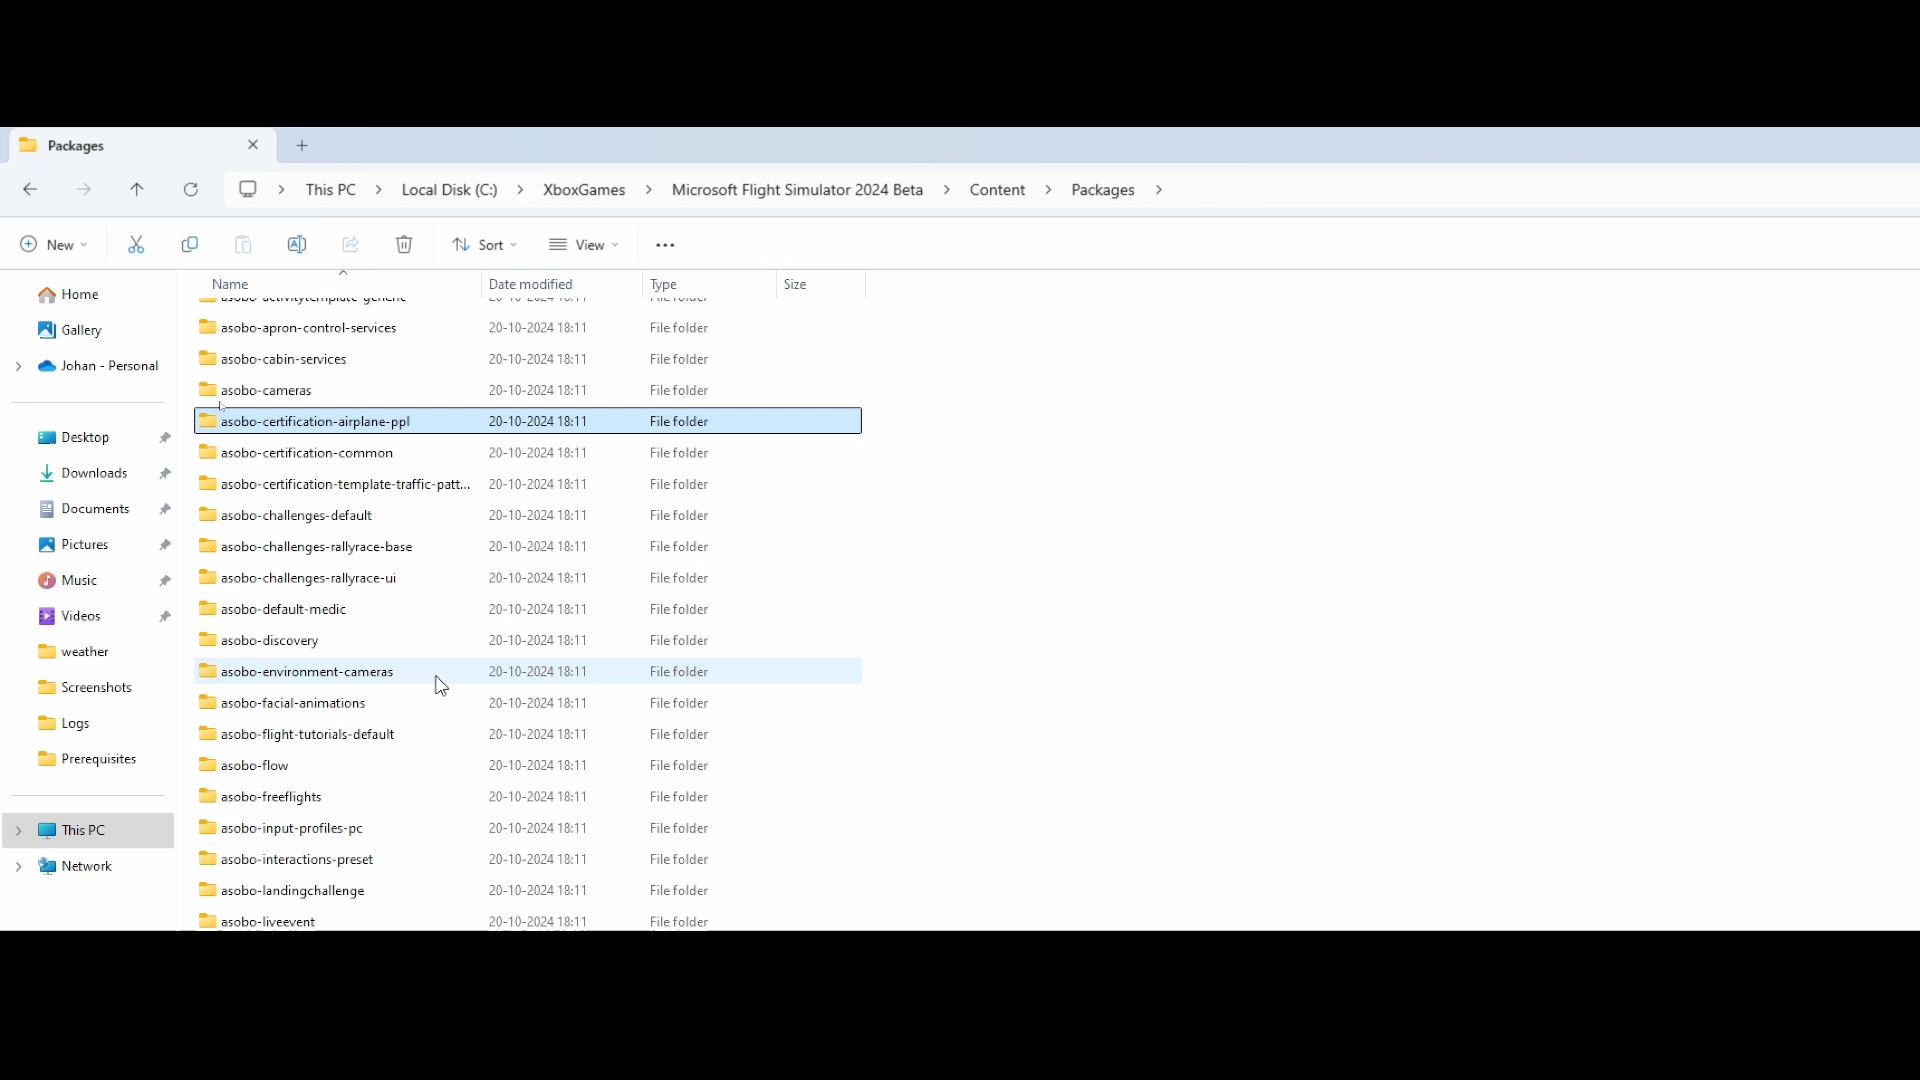 Packages
This PC > Local Disk (C:) > XboxGames > Microsoft Flight Simulator 2024 Beta > Content > Packages >
New Sort View ...
Name Date modified Type Size
Home
Gallery
Johan - Personal
Desktop
Downloads
Documents
Pictures
Music
Videos
weather
Screenshots
Logs
Prerequisites
This PC
Network
asobo-activitytemplate-generic 20-10-2024 18:11 File folder
asobo-apron-control-services 20-10-2024 18:11 File folder
asobo-cabin-services 20-10-2024 18:11 File folder
asobo-cameras 20-10-2024 18:11 File folder
asobo-certification-airplane-ppl 20-10-2024 18:11 File folder
asobo-certification-common 20-10-2024 18:11 File folder
asobo-certification-template-traffic-patt... 20-10-2024 18:11 File folder
asobo-challenges-default 20-10-2024 18:11 File folder
asobo-challenges-rallyrace-base 20-10-2024 18:11 File folder
asobo-challenges-rallyrace-ui 20-10-2024 18:11 File folder
asobo-default-medic 20-10-2024 18:11 File folder
asobo-discovery 20-10-2024 18:11 File folder
asobo-environment-cameras 20-10-2024 18:11 File folder
asobo-facial-animations 20-10-2024 18:11 File folder
asobo-flight-tutorials-default 20-10-2024 18:11 File folder
asobo-flow 20-10-2024 18:11 File folder
asobo-freeflights 20-10-2024 18:11 File folder
asobo-input-profiles-pc 20-10-2024 18:11 File folder
asobo-interactions-preset 20-10-2024 18:11 File folder
asobo-landingchallenge 20-10-2024 18:11 File folder
asobo-liveevent 20-10-2024 18:11 File folder